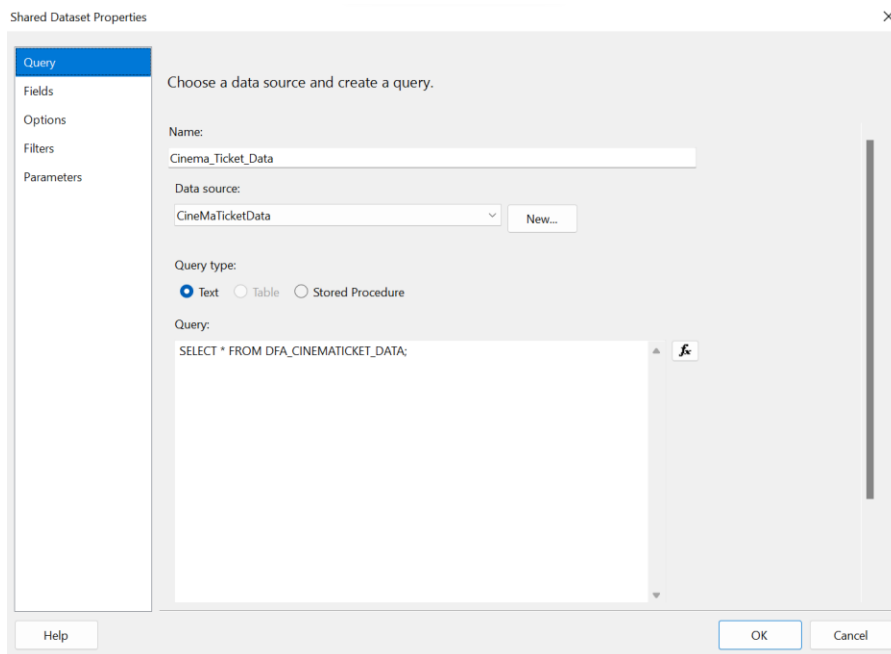 Shared Dataset Properties
Query
Fields
Options
Filters
Parameters
Choose a data source and create a query.
Name:
Cinema_Ticket_Data
Data source:
CineMaTicketData
New...
Query type:
Text Table Stored Procedure
Query:
SELECT * FROM DFA_CINEMATICKET_DATA;
fx
Help OK Cancel